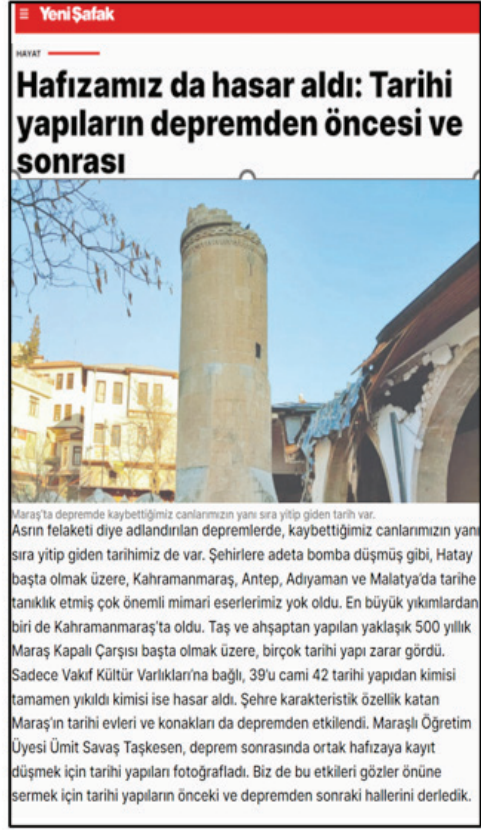 Yeni Şafak
HAYAT
Hafızamız da hasar aldı: Tarihi
yapıların depremden öncesi ve
sonrası
Maraş'ta depremde kaybettiğimiz canlarımızın yanı sıra yitip giden tarih var.
Asrın felaketi diye adlandırılan depremlerde, kaybettiğimiz canlarımızın yanı
sıra yitip giden tarihimiz de var. Şehirlere adeta bomba düşmüş gibi, Hatay
başta olmak üzere, Kahramanmaraş, Antep, Adıyaman ve Malatya'da tarihe
tanıklık etmiş çok önemli mimari eserlerimiz yok oldu. En büyük yıkımlardan
biri de Kahramanmaraş'ta oldu. Taş ve ahşaptan yapılan yaklaşık 500 yıllık
Maraş Kapalı Çarşısı başta olmak üzere, birçok tarihi yapı zarar gördü.
Sadece Vakıf Kültür Varlıkları'na bağlı, 39'u cami 42 tarihi yapıdan kimisi
tamamen yıkıldı kimisi ise hasar aldı. Şehre karakteristik özellik katan
Maraş'ın tarihi evleri ve konakları da depremden etkilendi. Maraşlı Öğretim
Üyesi Ümit Savaş Taşkesen, deprem sonrasında ortak hafızaya kayıt
düşmek için tarihi yapıları fotoğrafladı. Biz de bu etkileri gözler önüne
sermek için tarihi yapıların önceki ve depremden sonraki hallerini derledik.